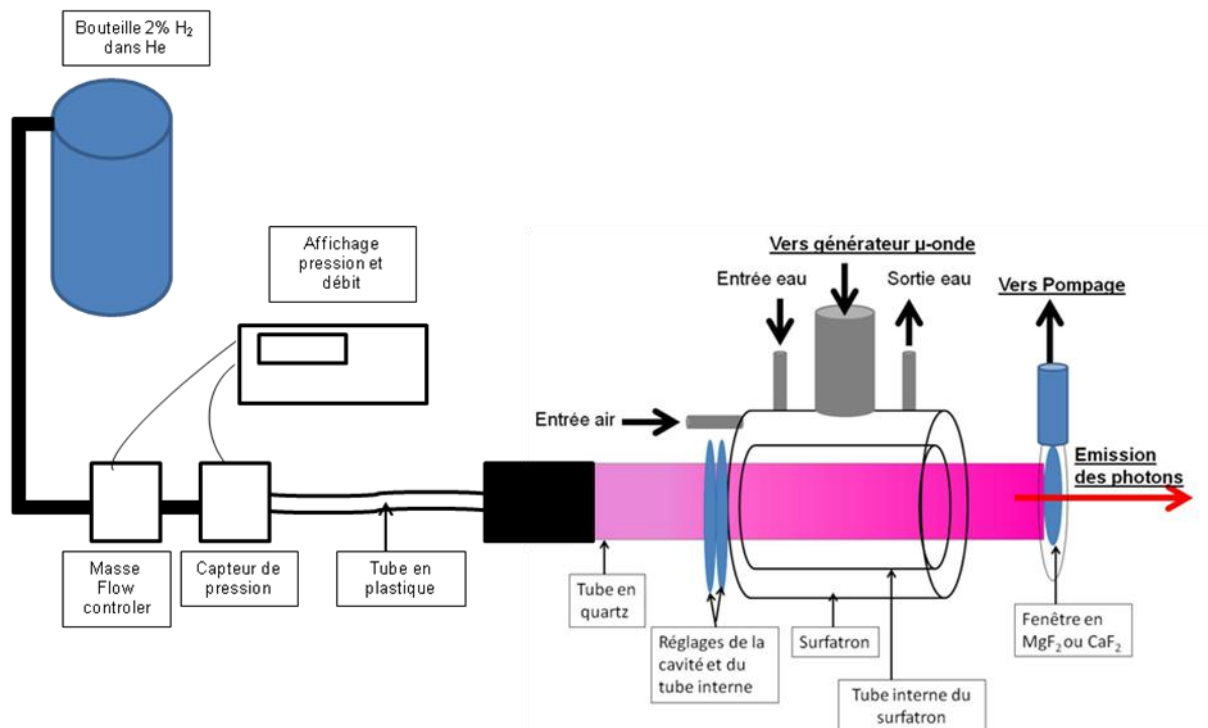 Bouteille 2% H₂
dans He
Affichage
pression et
débit
Vers générateur µ-onde
Entrée eau
Sortie eau
Vers Pompage
Entrée air
Emission
des photons
Masse
Flow
controler
Capteur de
pression
Tube en
plastique
Tube en
quartz
Réglages de la
cavité et du
tube interne
Surfatron
Tube interne du
surfatron
Fenêtre en
MgF₂ ou CaF₂